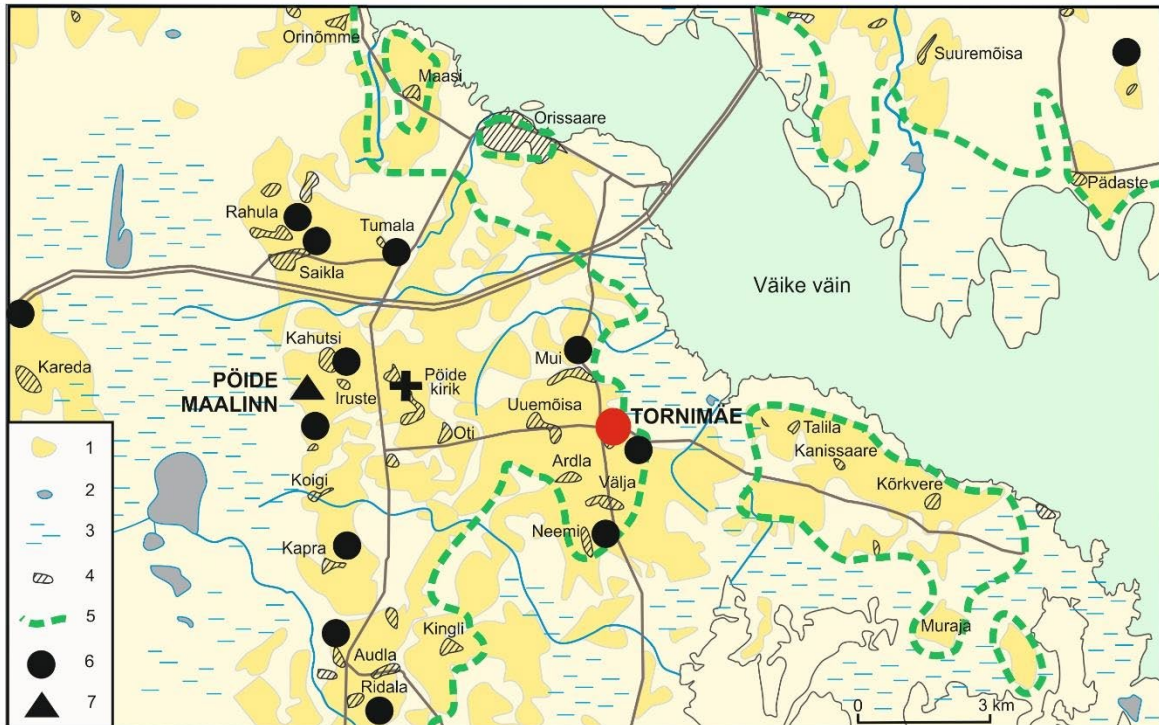 Orinõmme
Maasi
Suuremõisa
Orissaare
Pädaste
Rahula
Tumala
Saikla
Väike väin
Kareda
Kahutsi
Mui
PÖIDE
MAALINN
Iruste
Pöide
kirik
Uuemõisa
TORNIMÄE
Talila
Oti
Kanissaare
Ardla
Välja
Kõrkvere
Koigi
Neemi
Kapra
Kingli
Muraja
Audla
Ridala
1
2
3
4
5
6
7
0 3 km